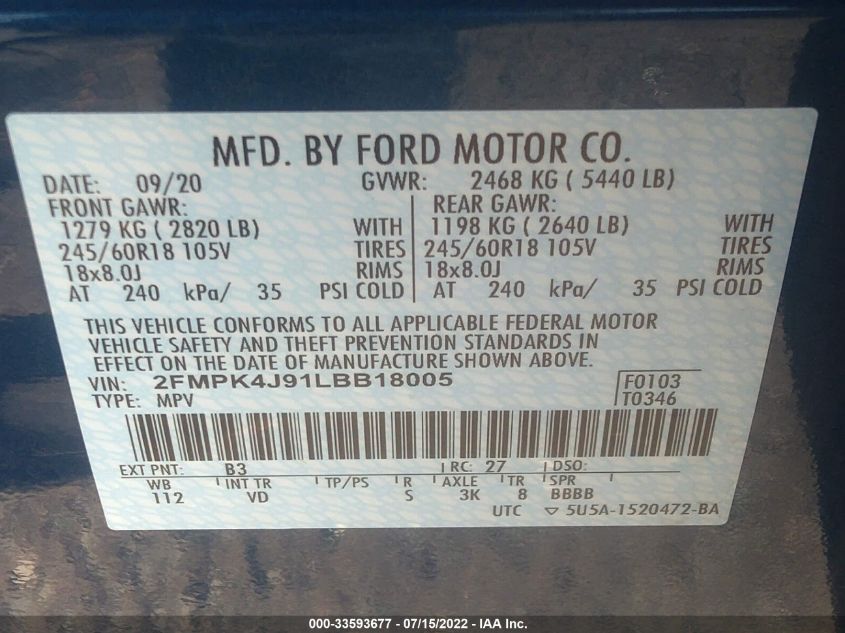 MFD. BY FORD MOTOR CO.
DATE: 09/20 GVWR: 2468 KG ( 5440 LB)
FRONT GAWR: REAR GAWR:
1279 KG ( 2820 LB) WITH 1198 KG ( 2640 LB) WITH
245/60R18 105V TIRES 245/60R18 105V TIRES
18x8.0J RIMS 18x8.0J RIMS
AT 240 kPa/ 35 PSI COLD AT 240 kPa/ 35 PSI COLD
THIS VEHICLE CONFORMS TO ALL APPLICABLE FEDERAL MOTOR
VEHICLE SAFETY AND THEFT PREVENTION STANDARDS IN
EFFECT ON THE DATE OF MANUFACTURE SHOWN ABOVE.
VIN: 2FMPK4J91LBB18005 F0103
TYPE: MPV T0346
EXT PNT: B3 RC: 27 DSO:
WB INT TR TP/PS R AXLE TR SPR
112 VD S 3K 8 BBBB
UTC ▽ 5U5A-1520472-BA
000-33593677 - 07/15/2022 - IAA Inc.